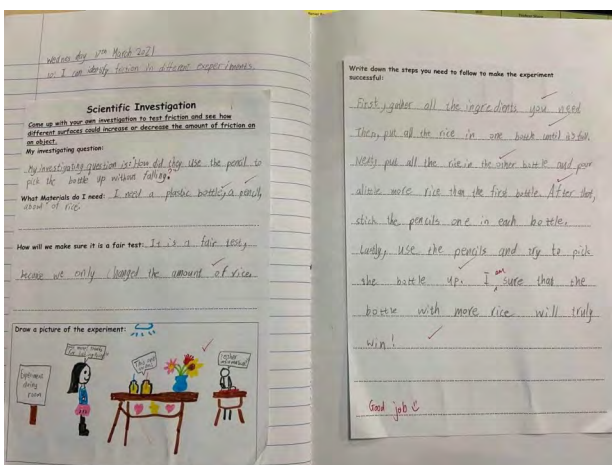 Wednesday March 2021
I can identify friction in different experiments.
Scientific Investigation
Come up with your own investigation to test friction and see how
different surfaces could increase or decrease the amount of friction on
an object.
My investigating question:
My investigating question is:"How did they use the pencil to
pick the bottle up without falling?"
What Materials do I need: I need a plastic bottle, a pencil,
of rice.
How will we make sure it is a fair test: It is a fair test,
we only changed the amount of rice.
Draw a picture of the experiment:
dining
room
Write down the steps you need to follow to make the experiment
successful:
First, gather all the ingredients you need
Then, put all the rice in one bottle until its full.
Next, put all the rice in the other bottle and pour
alittle more rice than the first bottle. After that,
stick the pencils one in each bottle.
Lastly, use the pencils and try to pick
the bottle up. I am sure that the
bottle with more rice will truly
win!
Good job